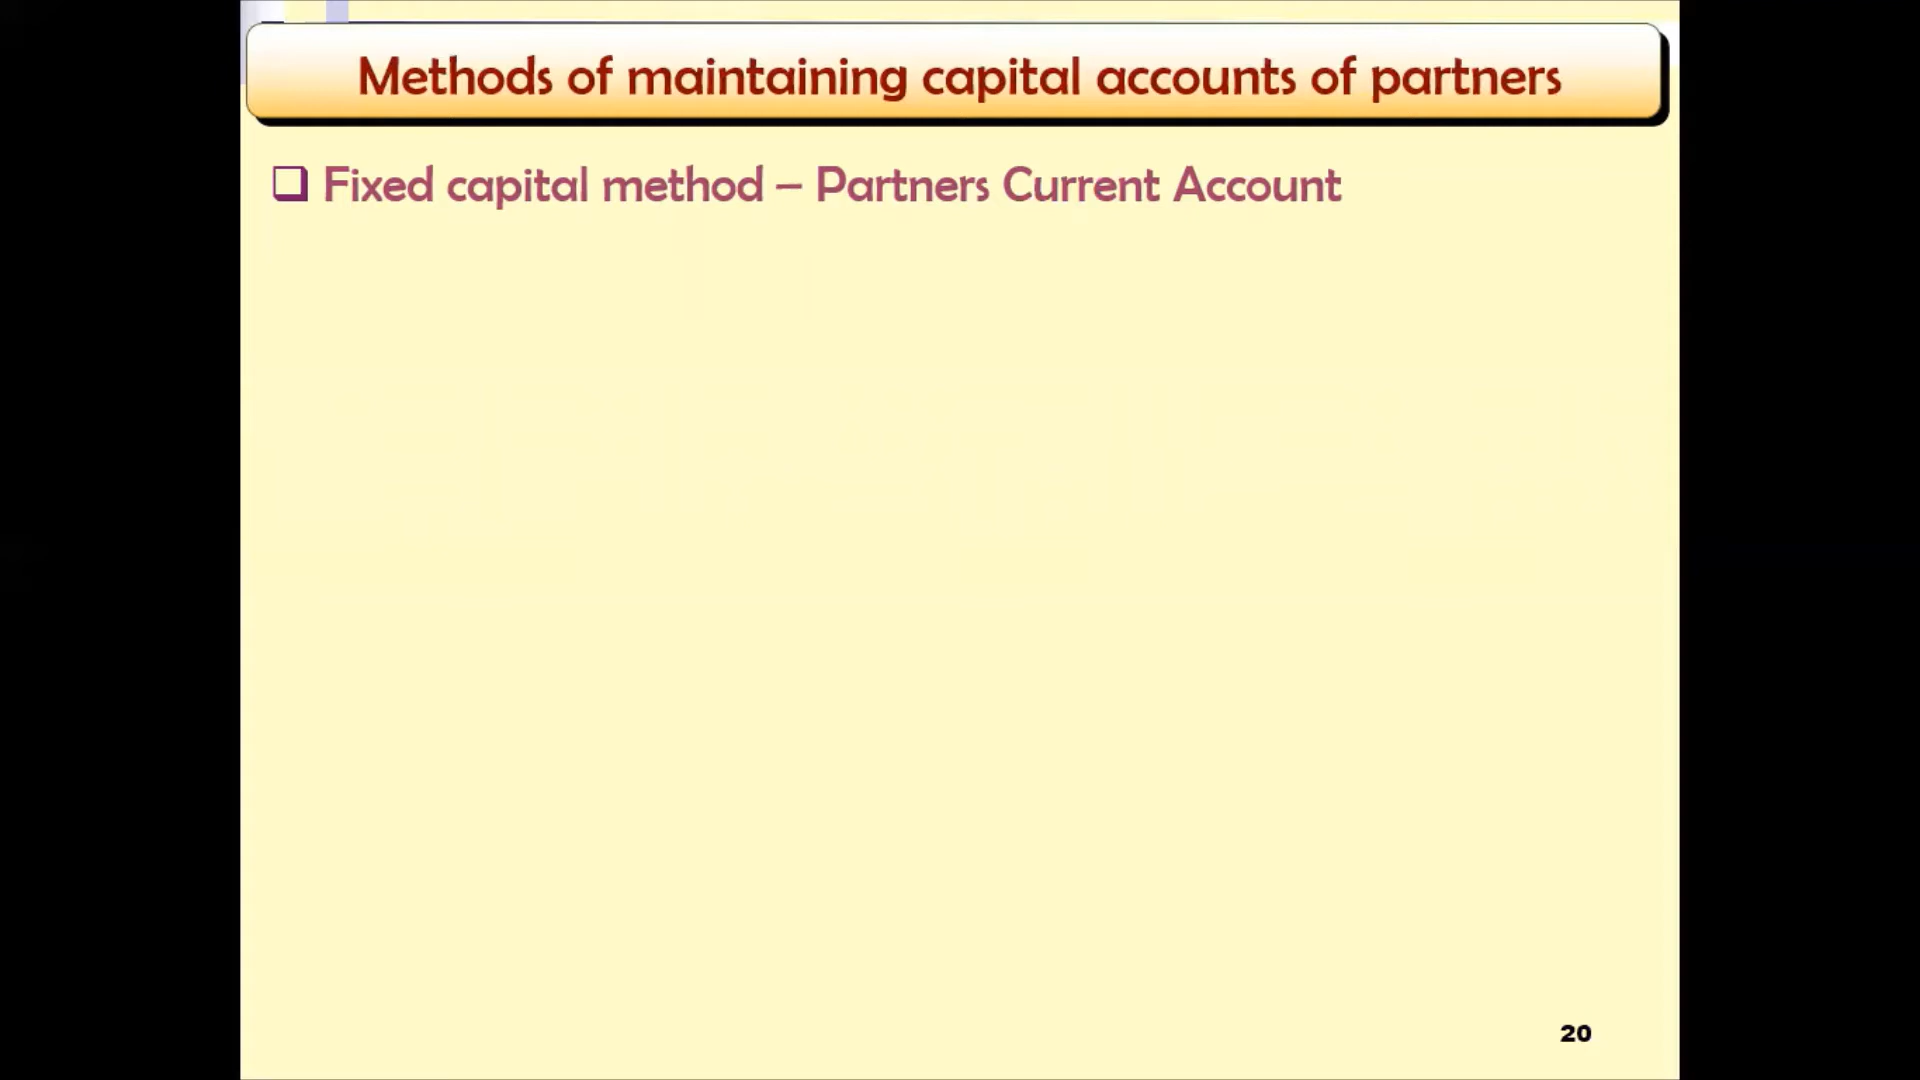 Methods of maintaining capital accounts of partners
Fixed capital method – Partners Current Account
20